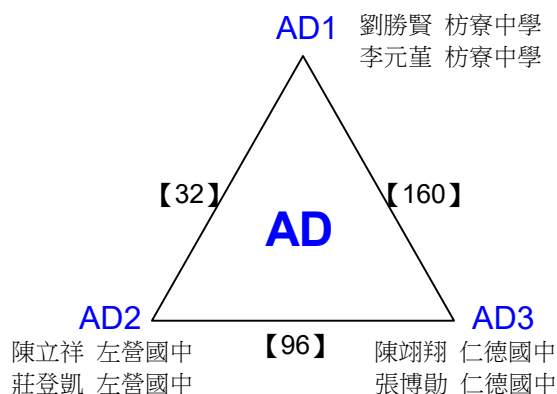 AD1 劉勝賢 枋寮中學
李元堇 枋寮中學
【32】
【160】
AD
AD2
AD3
【96】
陳立祥 左營國中
陳翊翔 仁德國中
莊登凱 左營國中
張博勛 仁德國中